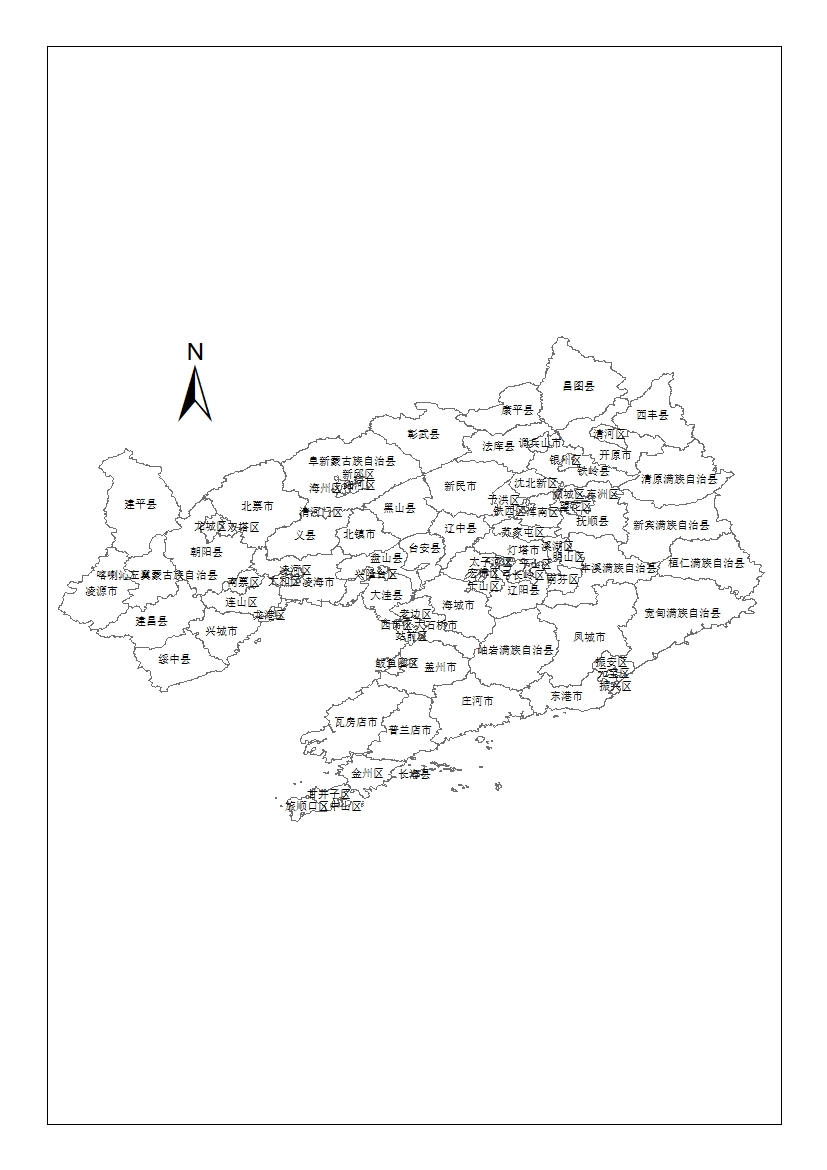 N
昌图县
康平县
西丰县
彰武县
清河区
法库县
调兵山市
开原市
银州区
阜新蒙古族自治县
铁岭县
新邱区
清原满族自治县
海州区
细河区
新民市
沈北新区
建平县
北票市
顺城区
东洲区
于洪区
望花区
黑山县
清河门区
铁西区
浑南区
抚顺县
新宾满族自治县
龙城区
双塔区
辽中县
义县
北镇市
苏家屯区
台安县
灯塔市
溪湖区
朝阳县
盘山县
明山区
太子河区
桓仁满族自治县
本溪满族自治县
凌河区
喀喇沁左翼蒙古族自治县
兴隆台区
宏伟区
弓长岭区
南芬区
南票区
太和区
凌海市
凌源市
千山区
辽阳县
大洼县
连山区
海城市
老边区
宽甸满族自治县
龙港区
建昌县
西市区
大石桥市
兴城市
站前区
凤城市
岫岩满族自治县
绥中县
鲅鱼圈区
盖州市
振安区
元宝区
振兴区
东港市
庄河市
瓦房店市
普兰店市
金州区
长海县
甘井子区
旅顺口区
中山区